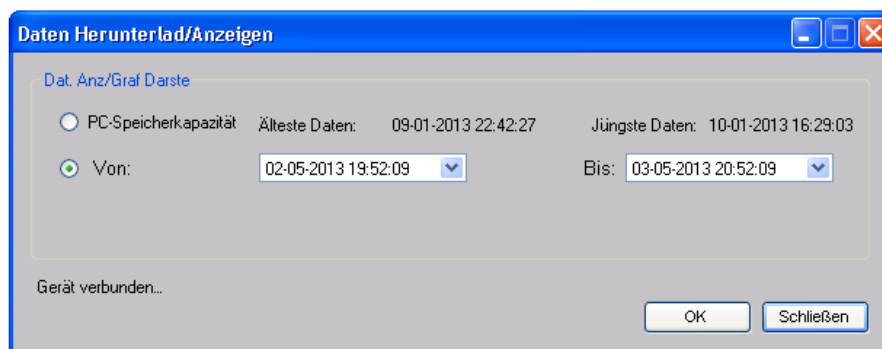 Daten Herunterlad/Anzeigen
Dat. Anz/Graf Darste
PC-Speicherkapazität Älteste Daten: 09-01-2013 22:42:27 Jüngste Daten: 10-01-2013 16:29:03
Von: 02-05-2013 19:52:09 Bis: 03-05-2013 20:52:09
Gerät verbunden...
OK Schließen